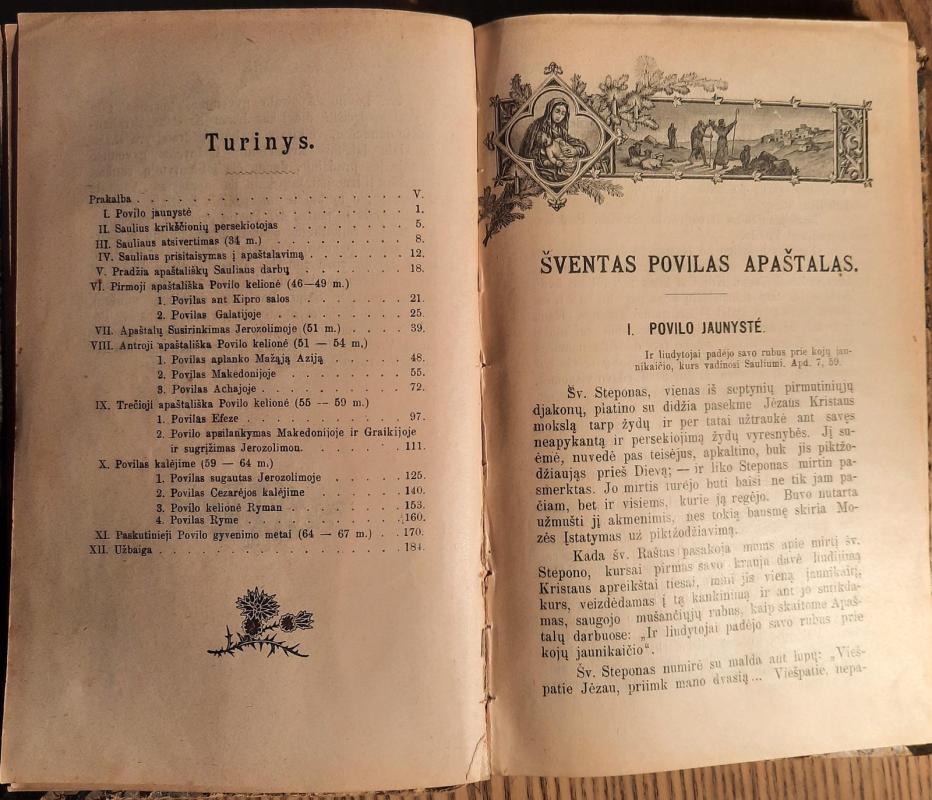 Turinys.
Prakalba . . . . . . . . . . . . . . . . . V.
I. Povilo jaunystė . . . . . . . . . . . . . 1.
II. Saulius krikščionių persekiotojas . . . . . . . 5.
III. Sauliaus atsivertimas (34 m.) . . . . . . . . 8.
IV. Sauliaus prisitaisymas į apaštalavimą . . . . . . 12.
V. Pradžia apaštališkų Sauliaus darbų . . . . . . 18.
VI. Pirmoji apaštališka Povilo kelionė (46—49 m.)
1. Povilas ant Kipro salos . . . . . . . . 21.
2. Povilas Galatijoje . . . . . . . . . . 25.
VII. Apaštalų Susirinkimas Jerozolimoje (51 m.) . . . . 39.
VIII. Antroji apaštališka Povilo kelionė (51 — 54 m.)
1. Povilas aplanko Mažąją Aziją . . . . . . 48.
2. Povilas Makedonijoje . . . . . . . . . 55.
3. Povilas Achajoje . . . . . . . . . . . 72.
IX. Trečioji apaštališka Povilo kelionė (55 — 59 m.)
1. Povilas Efeze . . . . . . . . . . . . 97.
2. Povilo apsilankymas Makedonijoje ir Graikijoje
ir sugrįžimas Jerozolimon. . . . . . . . 111.
X. Povilas kalėjime (59 — 64 m.)
1. Povilas sugautas Jerozolimoje . . . . . 125.
2. Povilas Cezarėjos kalėjime . . . . . . 140.
3. Povilo kelionė Ryman . . . . . . . . 153.
4. Povilas Ryme . . . . . . . . . . . 160.
XI. Paskutinieji Povilo gyvenimo metai (64 — 67 m.) . . 170.
XII. Užbaiga . . . . . . . . . . . . . . . 184.
ŠVENTAS POVILAS APAŠTALĄS.
I. POVILO JAUNYSTĖ.
Ir liudytojai padėjo savo rubus prie kojų jau-
nikaičio, kurs vadinosi Sauliumi. Apd. 7, 59.
Šv. Steponas, vienas iš septynių pirmutiniųjų
djakonų, platino su didžia pasekme Jėzaus Kristaus
mokslą tarp žydų ir per tatai užtraukė ant savęs
neapykantą ir persekiojimą žydų vyresnybės. Jį su-
ėmė, nuvedė pas teisėjus, apkaltino, buk jis piktžo-
džiaująs prieš Dievą; — ir liko Steponas mirtin pa-
smerktas. Jo mirtis turėjo buti baisi ne tik jam pa-
čiam, bet ir visiems, kurie ją regėjo. Buvo nutarta
užmušti jį akmenimis, nes tokią bausmę skiria Mo-
zės Įstatymas už piktžodžiavimą.
Kada šv. Raštas pasakoja mums apie mirtį šv.
Stepono, kursai pirmas savo krauju davė liudijimą
Kristaus apreikštai tiesai, mini jis vieną jaunikaitį,
kurs, veizdėdamas į tą kankinimą ir ant jo sutikda-
mas, saugojo mušančiųjų rubus, kaip skaitome Apaš-
talų darbuose: „Ir liudytojai padėjo savo rubus prie
kojų jaunikaičio“.
Šv. Steponas numirė su malda ant lupų: „Vieš-
patie Jėzau, priimk mano dvasią... Viešpatie, nepa-